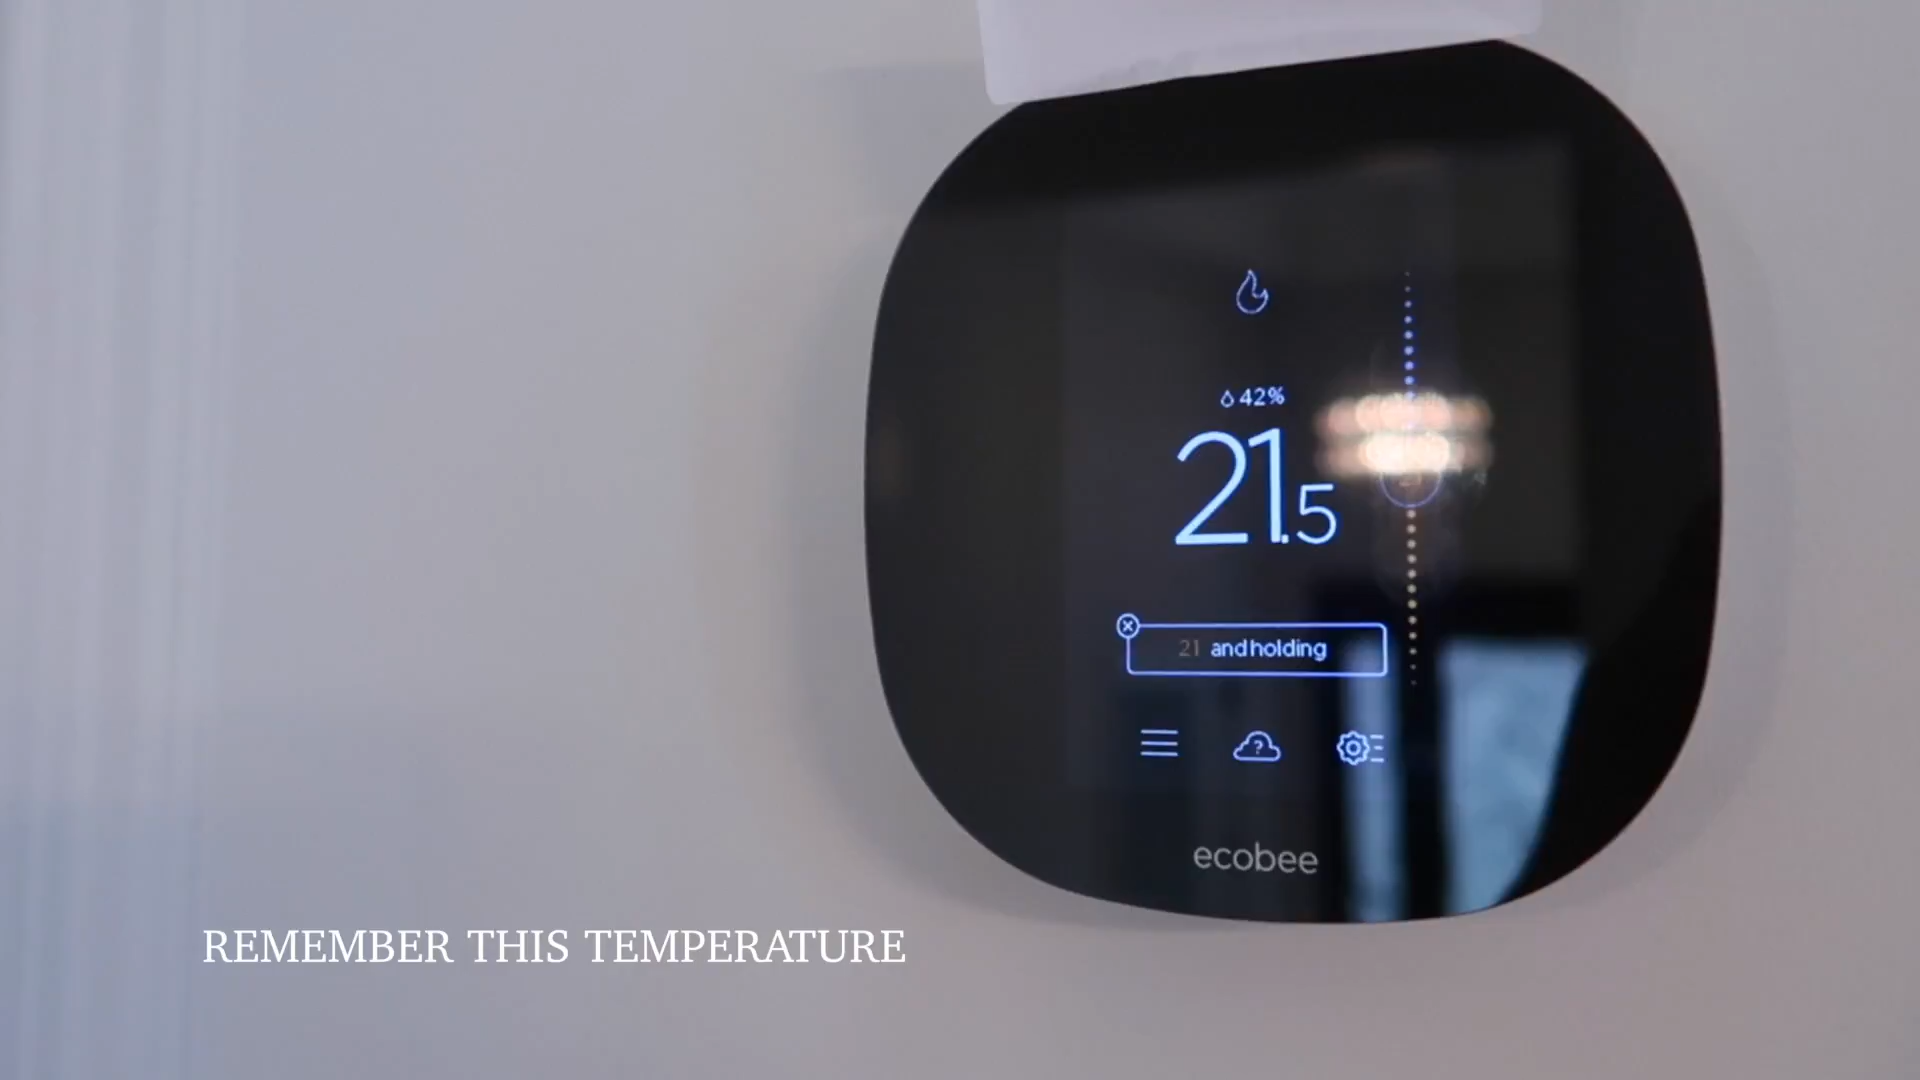 42%
21.5
21 and holding
ecobee
REMEMBER THIS TEMPERATURE